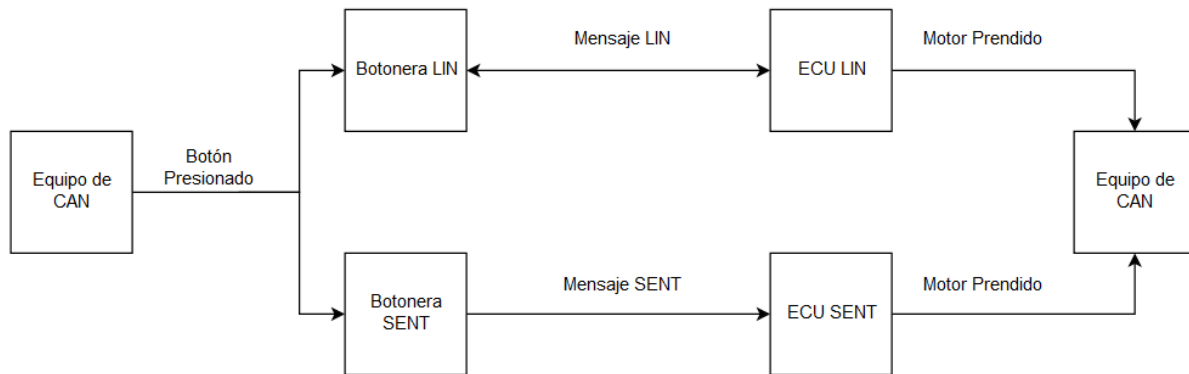 Mensaje LIN
Motor Prendido
Botonera LIN
ECU LIN
Botón
Presionado
Equipo de
CAN
Equipo de
CAN
Mensaje SENT
Motor Prendido
Botonera
SENT
ECU SENT